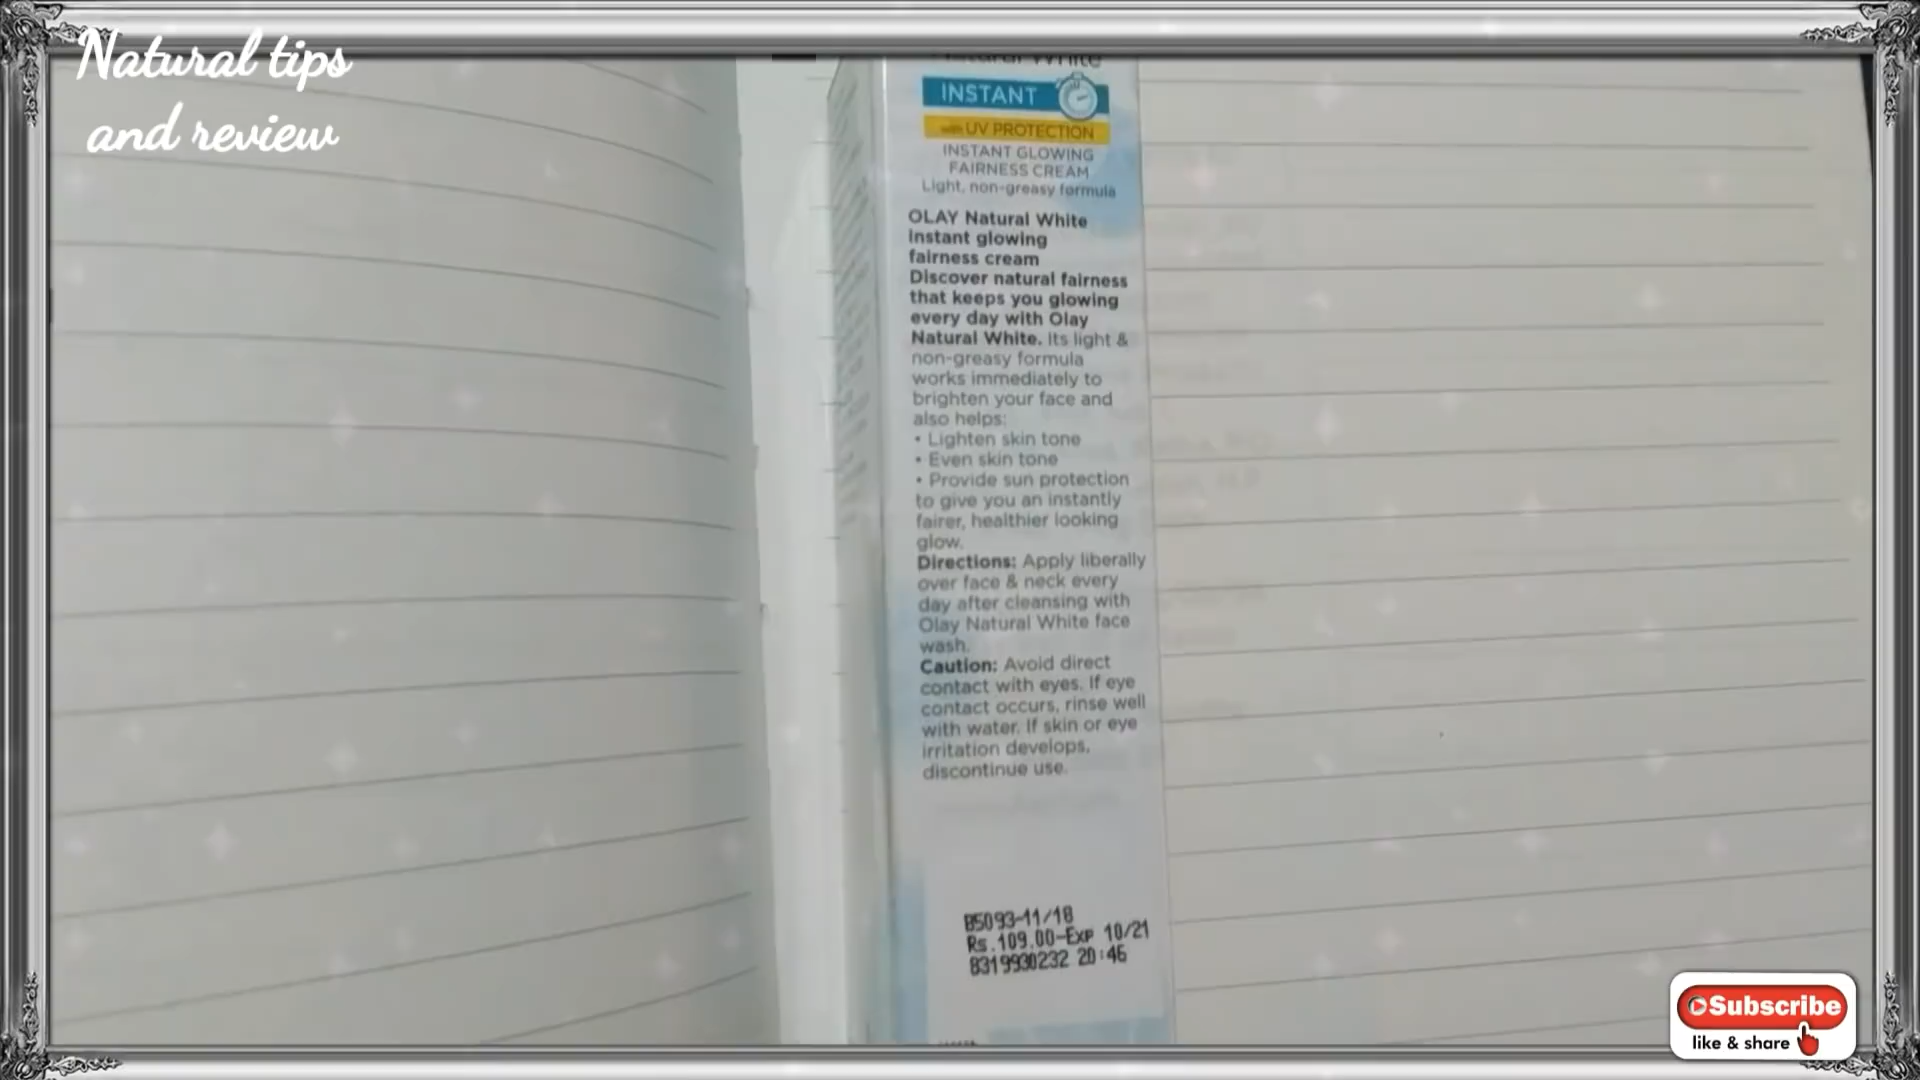 Natural tips
and review
Natural White
INSTANT
with UV PROTECTION
INSTANT GLOWING
FAIRNESS CREAM
Light, non-greasy formula
OLAY Natural White
Instant glowing
fairness cream
Discover natural fairness
that keeps you glowing
every day with Olay
Natural White. Its light &
non-greasy formula
works immediately to
brighten your face and
also helps:
• Lighten skin tone
• Even skin tone
• Provide sun protection
to give you an instantly
fairer, healthier looking
glow.
Directions: Apply liberally
over face & neck every
day after cleansing with
Olay Natural White face
wash.
Caution: Avoid direct
contact with eyes. If eye
contact occurs, rinse well
with water. If skin or eye
irritation develops,
discontinue use.
B5093-11/18
Rs.109.00-Exp 10/21
8319930232 20:46
Subscribe
like & share